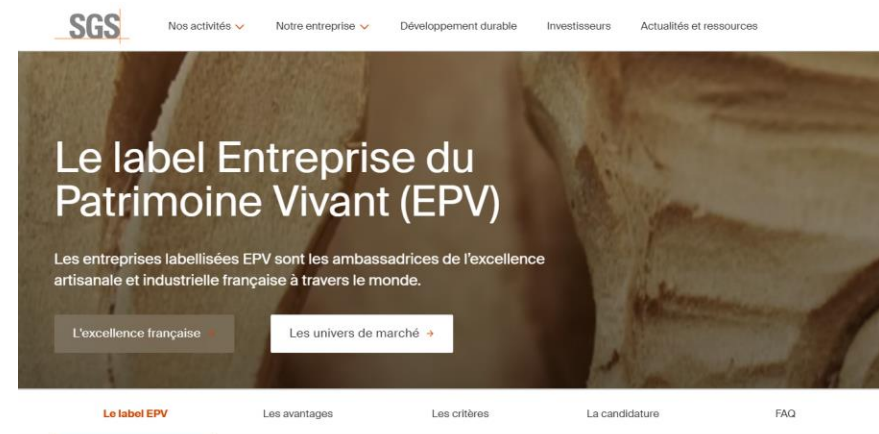 SGS
Nos activités
Notre entreprise
Développement durable
Investisseurs
Actualités et ressources
Le label Entreprise du
Patrimoine Vivant (EPV)
Les entreprises labellisées EPV sont les ambassadrices de l'excellence
artisanale et industrielle française à travers le monde.
L'excellence française →
Les univers de marché →
Le label EPV
Les avantages
Les critères
La candidature
FAQ